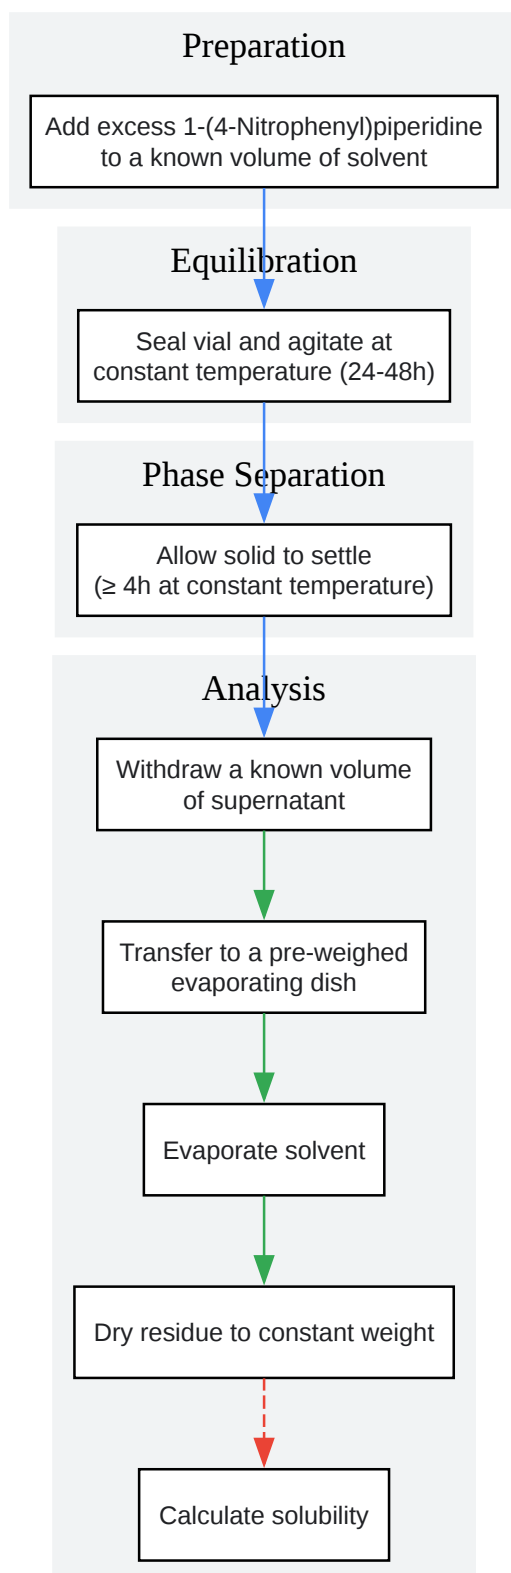 Preparation
Add excess 1-(4-Nitrophenyl)piperidine
to a known volume of solvent
Equilibration
Seal vial and agitate at
constant temperature (24-48h)
Phase Separation
Allow solid to settle
(≥ 4h at constant temperature)
Analysis
Withdraw a known volume
of supernatant
Transfer to a pre-weighed
evaporating dish
Evaporate solvent
Dry residue to constant weight
Calculate solubility